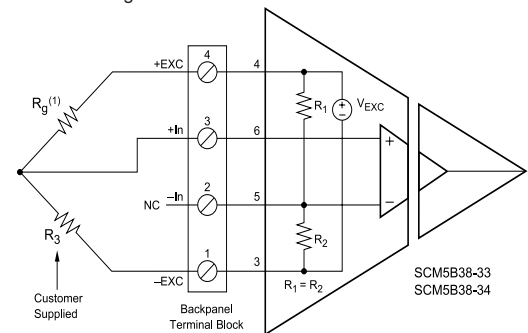 +EXC
4
4
Rg(1)
R1
VEXC
+
−
+In
3
6
+
NC
−In
2
5
−
R3
R2
−EXC
1
3
R1 = R2
SCM5B38-33
SCM5B38-34
Customer
Supplied
Backpanel
Terminal Block